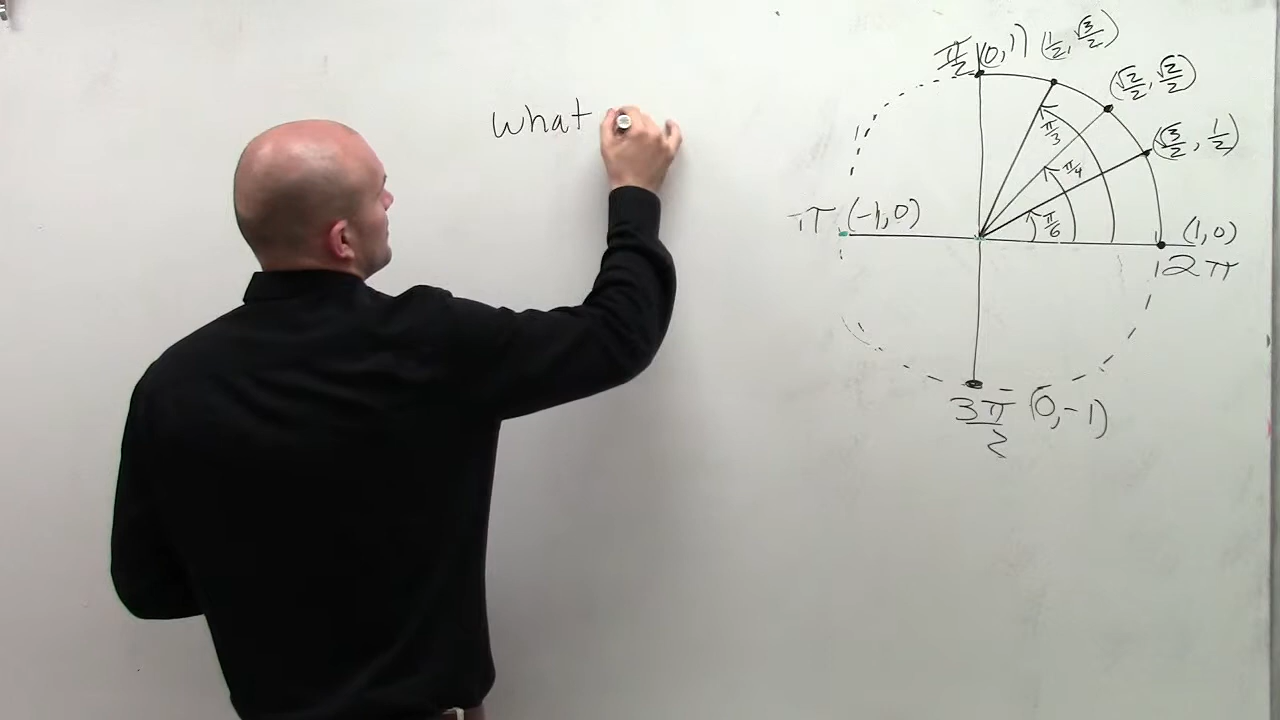 what
π/2 (0,1) (1/2, √3/2)
(√2/2, √2/2)
(√3/2, 1/2)
π/3
π/4
π/6
π (-1,0)
(1,0)
2π
3π/2 (0,-1)